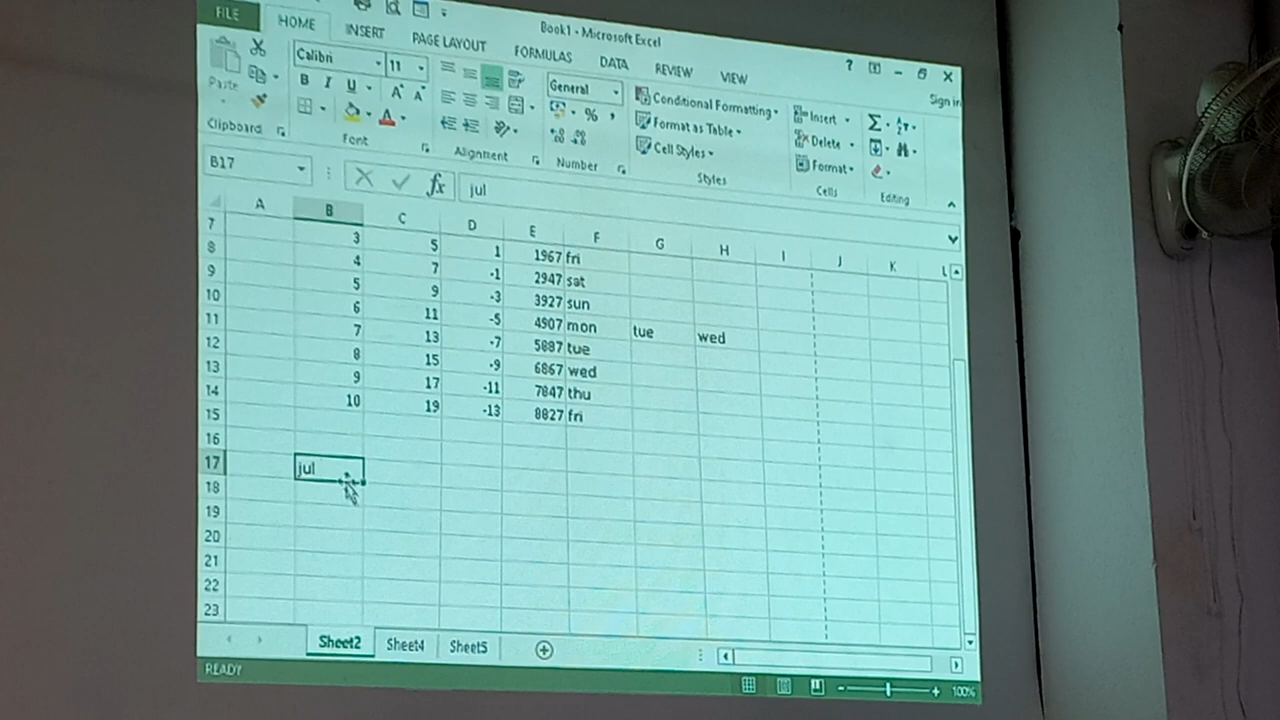 Book1 - Microsoft Excel
FILE HOME INSERT PAGE LAYOUT FORMULAS DATA REVIEW VIEW
Sign in
Paste Calibri 11 General Conditional Formatting Insert
B I U A A % , Format as Table Delete
Cell Styles Format
Clipboard Font Alignment Number Styles Cells Editing
B17 fx jul
A B C D E F G H I J K L
7 3 5 1 1967 fri
8 4 7 -1 2947 sat
9 5 9 -3 3927 sun
10 6 11 -5 4907 mon tue wed
11 7 13 -7 5887 tue
12 8 15 -9 6867 wed
13 9 17 -11 7847 thu
14 10 19 -13 8827 fri
15
16
17 jul
18
19
20
21
22
23
Sheet2 Sheet4 Sheet5
READY 100%